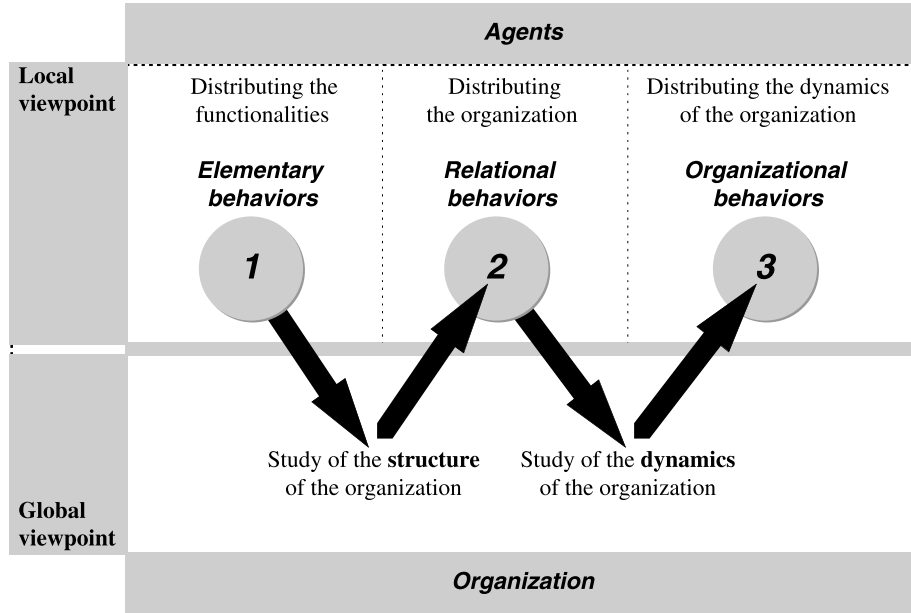 Agents
Local
viewpoint
Distributing the
functionalities
Elementary
behaviors
1
Distributing
the organization
Relational
behaviors
2
Distributing the dynamics
of the organization
Organizational
behaviors
3
Study of the structure
of the organization
Study of the dynamics
of the organization
Global
viewpoint
Organization